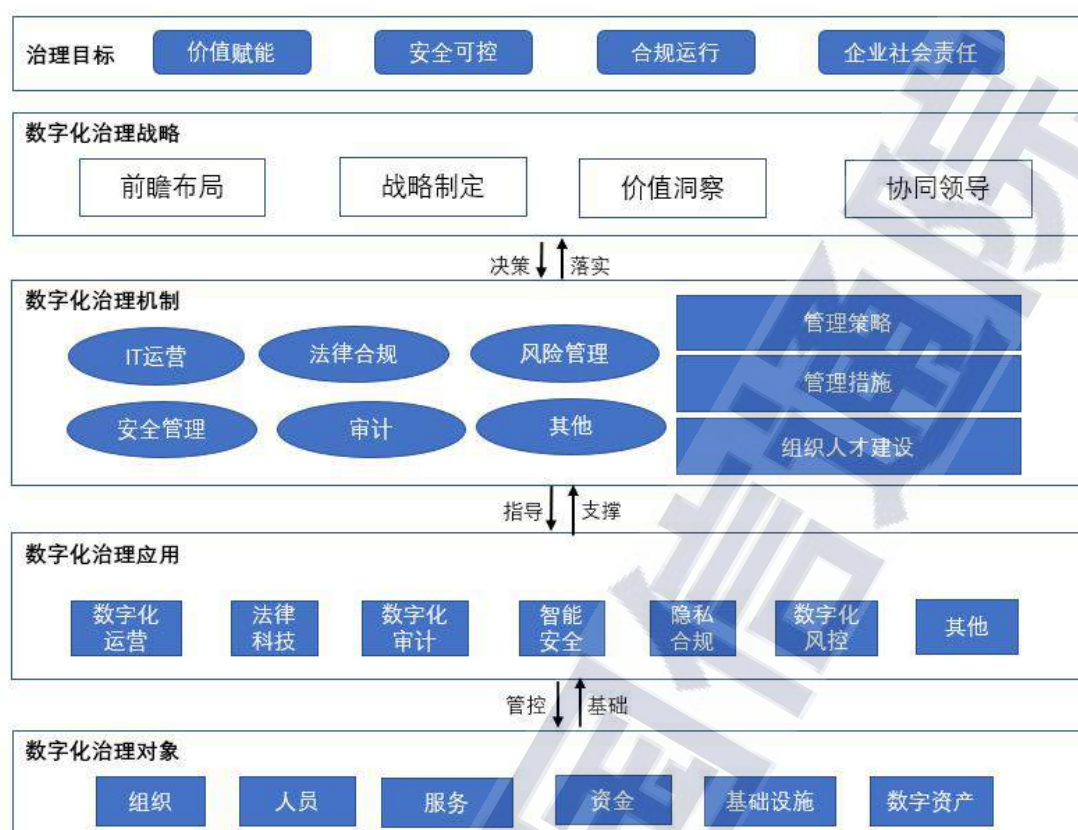 治理目标 价值赋能 安全可控 合规运行 企业社会责任
数字化治理战略
前瞻布局 战略制定 价值洞察 协同领导
决策 落实
数字化治理机制
IT运营 法律合规 风险管理 管理策略
管理措施
安全管理 审计 其他 组织人才建设
指导 支撑
数字化治理应用
数字化 法律 数字化 智能 隐私 数字化 其他
运营 科技 审计 安全 合规 风控
管控 基础
数字化治理对象
组织 人员 服务 资金 基础设施 数字资产